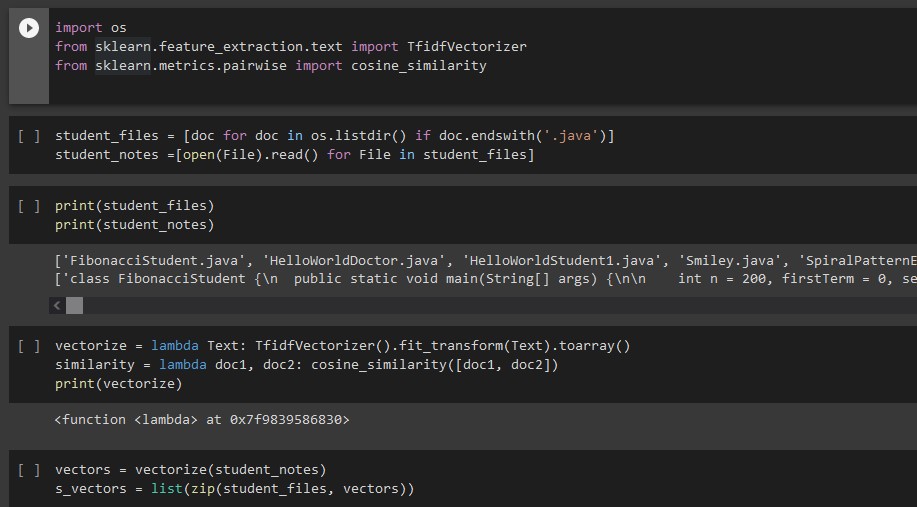 import os
from sklearn.feature_extraction.text import TfidfVectorizer
from sklearn.metrics.pairwise import cosine_similarity
[ ] student_files = [doc for doc in os.listdir() if doc.endswith('.java')]
student_notes =[open(File).read() for File in student_files]
[ ] print(student_files)
print(student_notes)
['FibonacciStudent.java', 'HelloWorldDoctor.java', 'HelloWorldStudent1.java', 'Smiley.java', 'SpiralPatternE
['class FibonacciStudent {\n  public static void main(String[] args) {\n\n    int n = 200, firstTerm = 0, se
[ ] vectorize = lambda Text: TfidfVectorizer().fit_transform(Text).toarray()
similarity = lambda doc1, doc2: cosine_similarity([doc1, doc2])
print(vectorize)
<function <lambda> at 0x7f9839586830>
[ ] vectors = vectorize(student_notes)
s_vectors = list(zip(student_files, vectors))